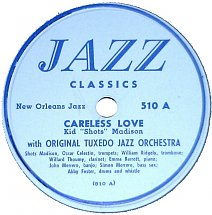 JAZZ
CLASSICS
New Orleans Jazz 510 A
CARELESS LOVE
Kid "Shots" Madison
with ORIGINAL TUXEDO JAZZ ORCHESTRA
Shots Madison, Oscar Celestin, trumpets; William Ridgely, trombone;
Willard Thoumy, clarinet; Emma Barrett, piano;
John Marrero, banjo; Simon Marrero, bass sax;
Abby Foster, drums and whistle
(510 A)